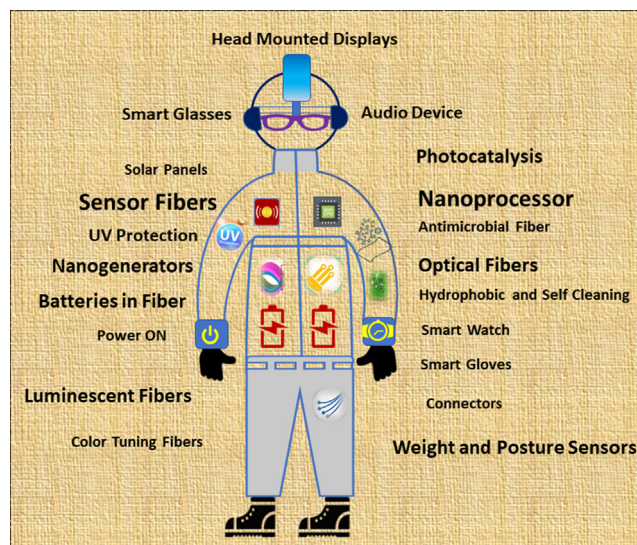 Head Mounted Displays
Smart Glasses
Audio Device
Photocatalysis
Solar Panels
Sensor Fibers
Nanoprocessor
Antimicrobial Fiber
UV Protection
UV
Nanogenerators
Optical Fibers
Hydrophobic and Self Cleaning
Batteries in Fiber
Power ON
Smart Watch
Smart Gloves
Luminescent Fibers
Connectors
Color Tuning Fibers
Weight and Posture Sensors